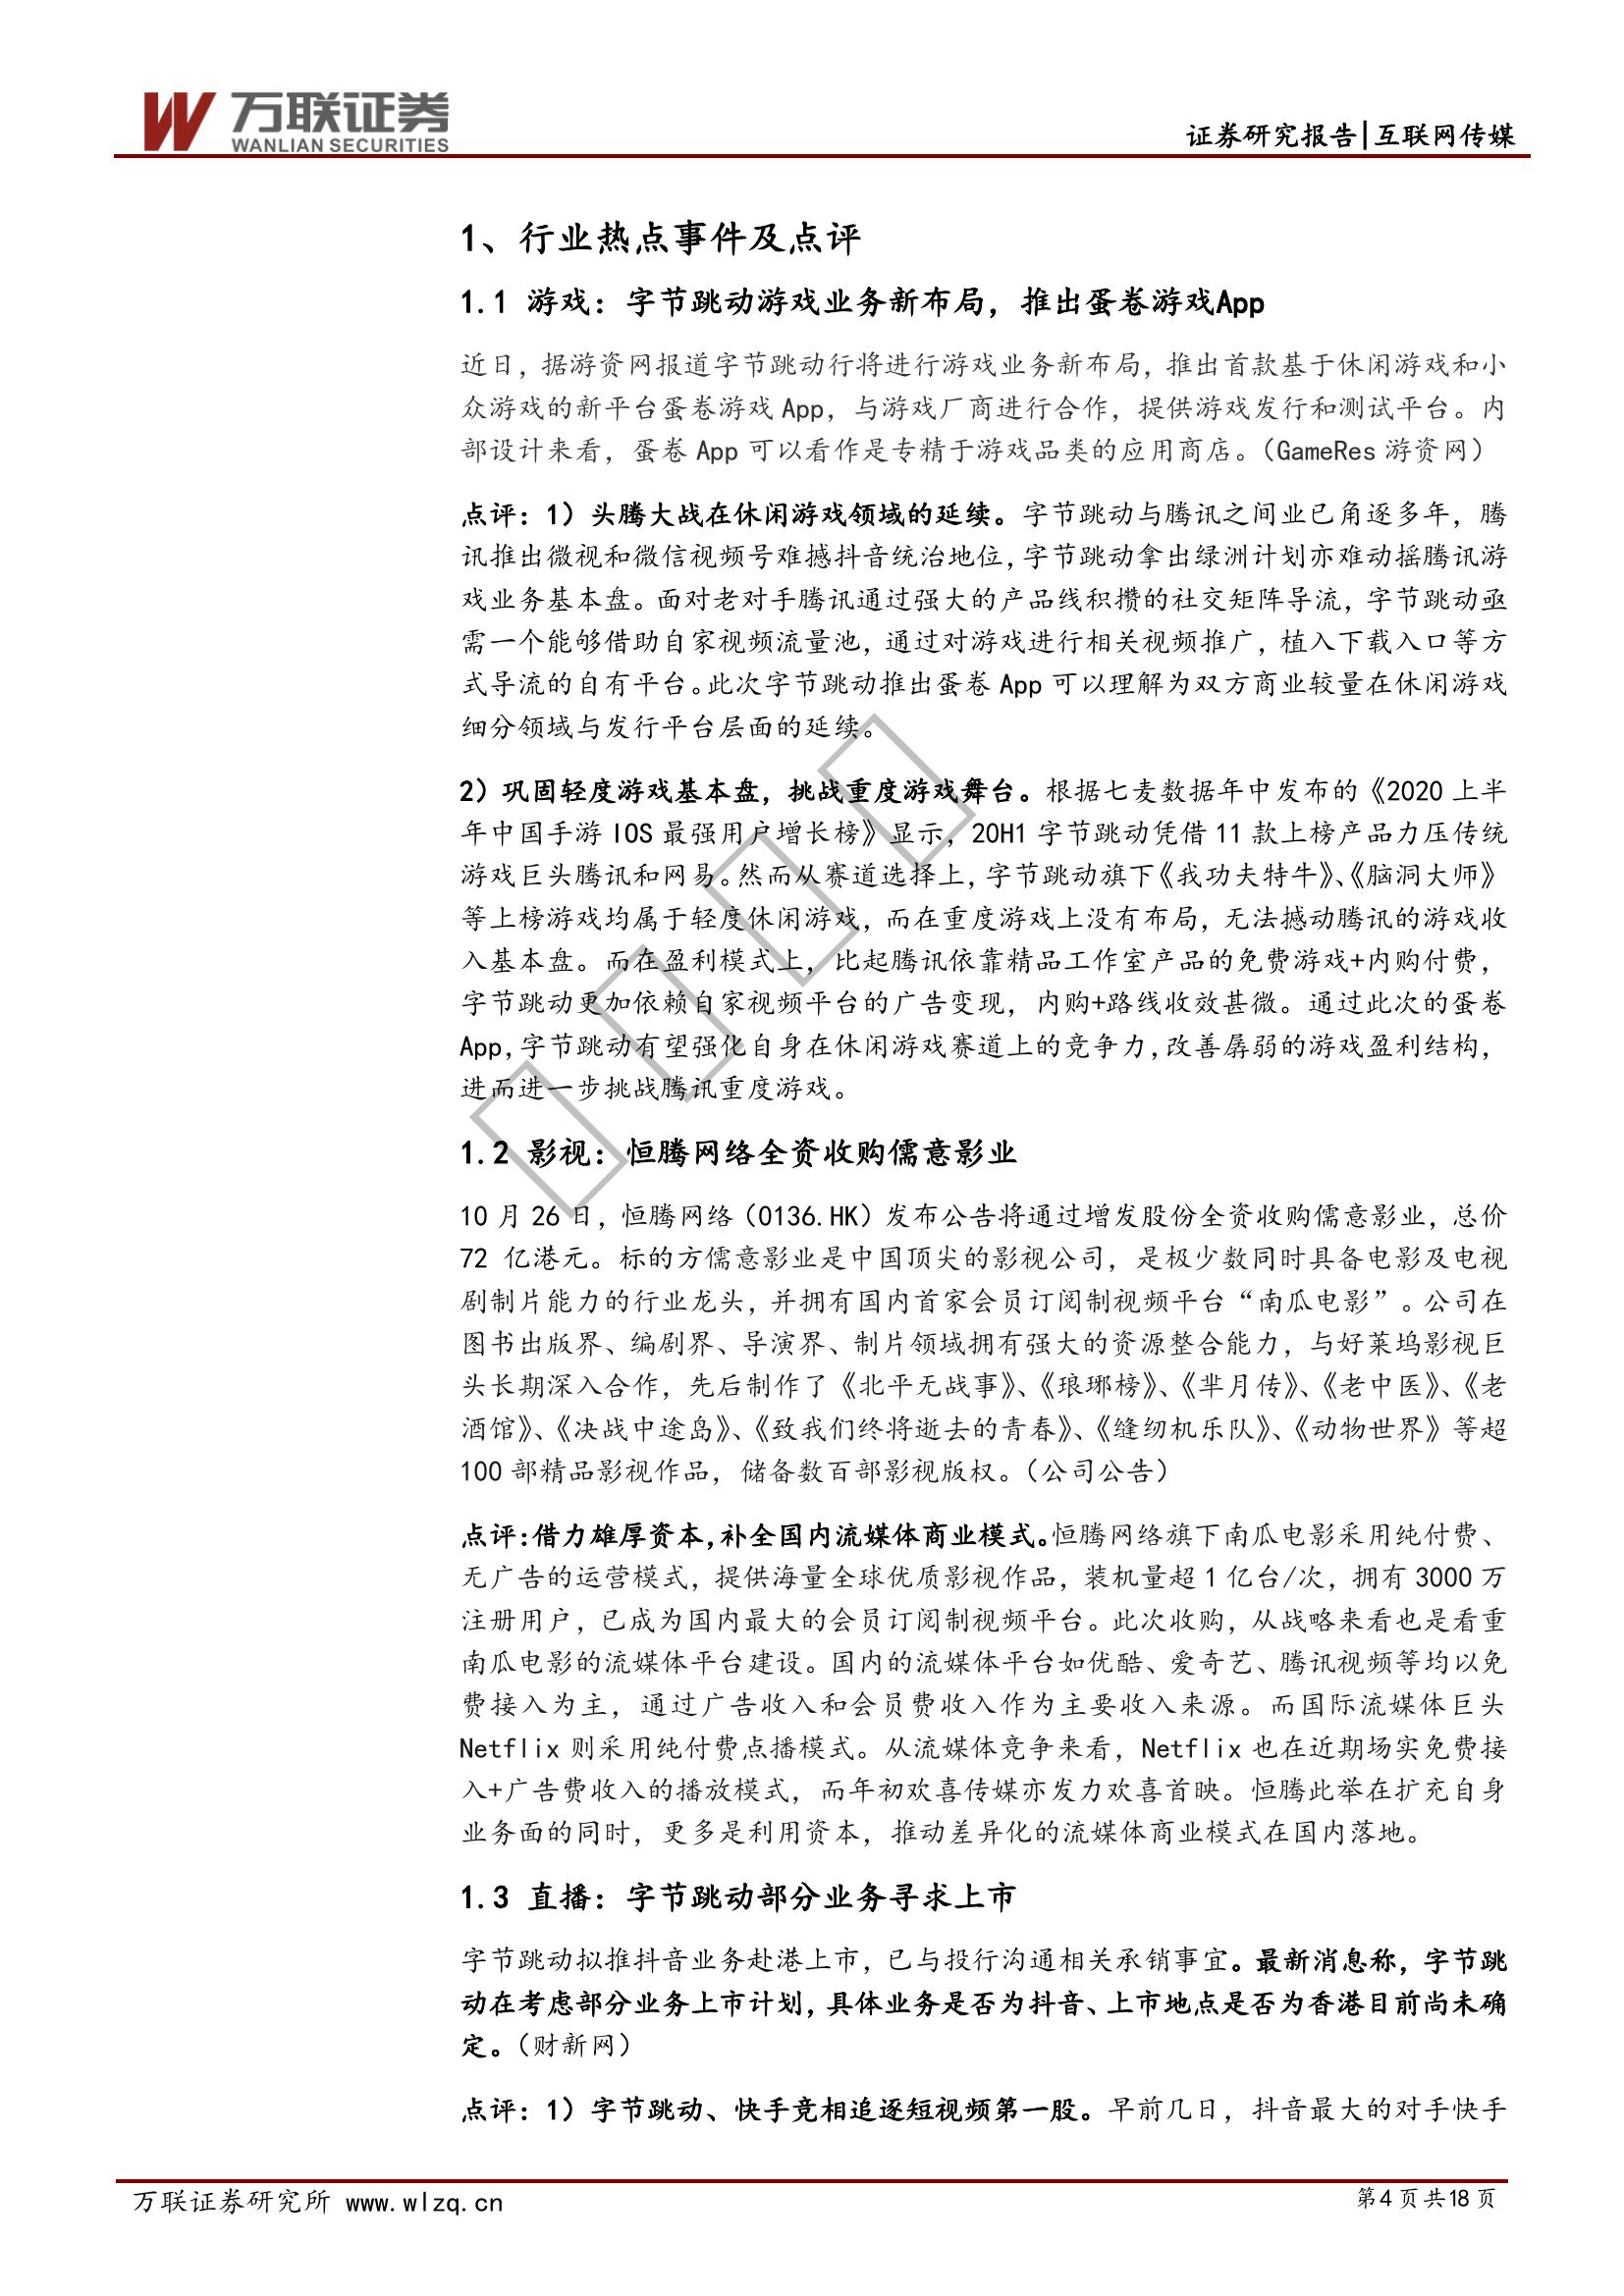 万联证券
WANLIAN SECURITIES
证券研究报告|互联网传媒
1、行业热点事件及点评
1.1 游戏：字节跳动游戏业务新布局，推出蛋卷游戏App
近日，据游资网报道字节跳动行将进行游戏业务新布局，推出首款基于休闲游戏和小
众游戏的新平台蛋卷游戏 App，与游戏厂商进行合作，提供游戏发行和测试平台。内
部设计来看，蛋卷 App 可以看作是专精于游戏品类的应用商店。（GameRes 游资网）
点评：1）头腾大战在休闲游戏领域的延续。字节跳动与腾讯之间业已角逐多年，腾
讯推出微视和微信视频号难撼抖音统治地位，字节跳动拿出绿洲计划亦难动摇腾讯游
戏业务基本盘。面对老对手腾讯通过强大的产品线积攒的社交矩阵导流，字节跳动亟
需一个能够借助自家视频流量池，通过对游戏进行相关视频推广，植入下载入口等方
式导流的自有平台。此次字节跳动推出蛋卷 App 可以理解为双方商业较量在休闲游戏
细分领域与发行平台层面的延续。
2）巩固轻度游戏基本盘，挑战重度游戏舞台。根据七麦数据年中发布的《2020 上半
年中国手游 IOS 最强用户增长榜》显示，20H1 字节跳动凭借 11 款上榜产品力压传统
游戏巨头腾讯和网易。然而从赛道选择上，字节跳动旗下《我功夫特牛》、《脑洞大师》
等上榜游戏均属于轻度休闲游戏，而在重度游戏上没有布局，无法撼动腾讯的游戏收
入基本盘。而在盈利模式上，比起腾讯依靠精品工作室产品的免费游戏+内购付费，
字节跳动更加依赖自家视频平台的广告变现，内购+路线收效甚微。通过此次的蛋卷
App，字节跳动有望强化自身在休闲游戏赛道上的竞争力，改善孱弱的游戏盈利结构，
进而进一步挑战腾讯重度游戏。
1.2 影视：恒腾网络全资收购儒意影业
10 月 26 日，恒腾网络（0136.HK）发布公告将通过增发股份全资收购儒意影业，总价
72 亿港元。标的方儒意影业是中国顶尖的影视公司，是极少数同时具备电影及电视
剧制片能力的行业龙头，并拥有国内首家会员订阅制视频平台“南瓜电影”。公司在
图书出版界、编剧界、导演界、制片领域拥有强大的资源整合能力，与好莱坞影视巨
头长期深入合作，先后制作了《北平无战事》、《琅琊榜》、《芈月传》、《老中医》、《老
酒馆》、《决战中途岛》、《致我们终将逝去的青春》、《缝纫机乐队》、《动物世界》等超
100 部精品影视作品，储备数百部影视版权。（公司公告）
点评：借力雄厚资本，补全国内流媒体商业模式。恒腾网络旗下南瓜电影采用纯付费、
无广告的运营模式，提供海量全球优质影视作品，装机量超 1 亿台/次，拥有 3000 万
注册用户，已成为国内最大的会员订阅制视频平台。此次收购，从战略来看也是看重
南瓜电影的流媒体平台建设。国内的流媒体平台如优酷、爱奇艺、腾讯视频等均以免
费接入为主，通过广告收入和会员费收入作为主要收入来源。而国际流媒体巨头
Netflix 则采用纯付费点播模式。从流媒体竞争来看，Netflix 也在近期场实免费接
入+广告费收入的播放模式，而年初欢喜传媒亦发力欢喜首映。恒腾此举在扩充自身
业务面的同时，更多是利用资本，推动差异化的流媒体商业模式在国内落地。
1.3 直播：字节跳动部分业务寻求上市
字节跳动拟推抖音业务赴港上市，已与投行沟通相关承销事宜。最新消息称，字节跳
动在考虑部分业务上市计划，具体业务是否为抖音、上市地点是否为香港目前尚未确
定。（财新网）
点评：1）字节跳动、快手竞相追逐短视频第一股。早前几日，抖音最大的对手快手
万联证券研究所 www.wlzq.cn
第4页共18页